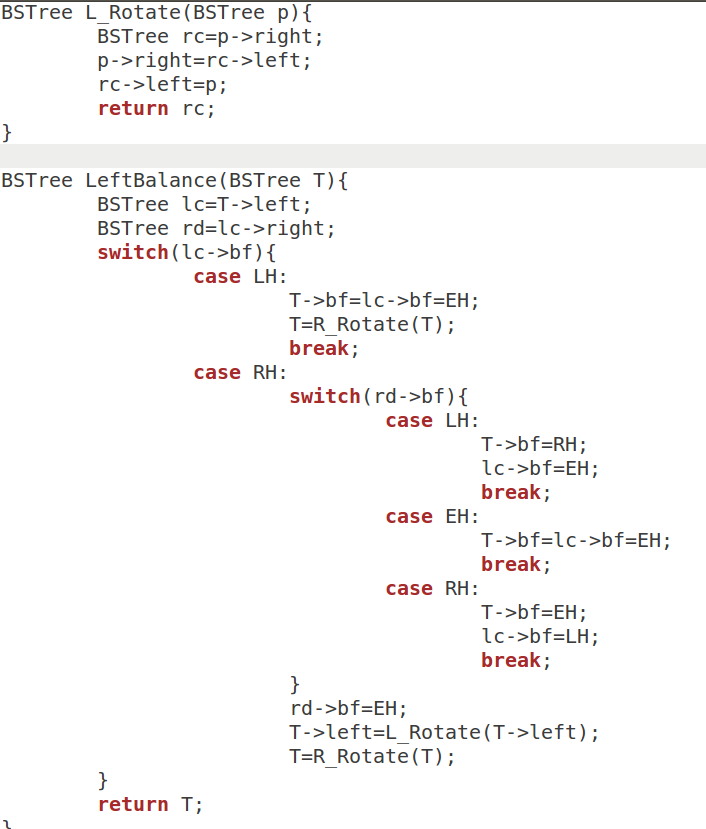 BSTree L_Rotate(BSTree p){
        BSTree rc=p->right;
        p->right=rc->left;
        rc->left=p;
        return rc;
}

BSTree LeftBalance(BSTree T){
        BSTree lc=T->left;
        BSTree rd=lc->right;
        switch(lc->bf){
                case LH:
                        T->bf=lc->bf=EH;
                        T=R_Rotate(T);
                        break;
                case RH:
                        switch(rd->bf){
                                case LH:
                                        T->bf=RH;
                                        lc->bf=EH;
                                        break;
                                case EH:
                                        T->bf=lc->bf=EH;
                                        break;
                                case RH:
                                        T->bf=EH;
                                        lc->bf=LH;
                                        break;
                        }
                        rd->bf=EH;
                        T->left=L_Rotate(T->left);
                        T=R_Rotate(T);
        }
        return T;
}